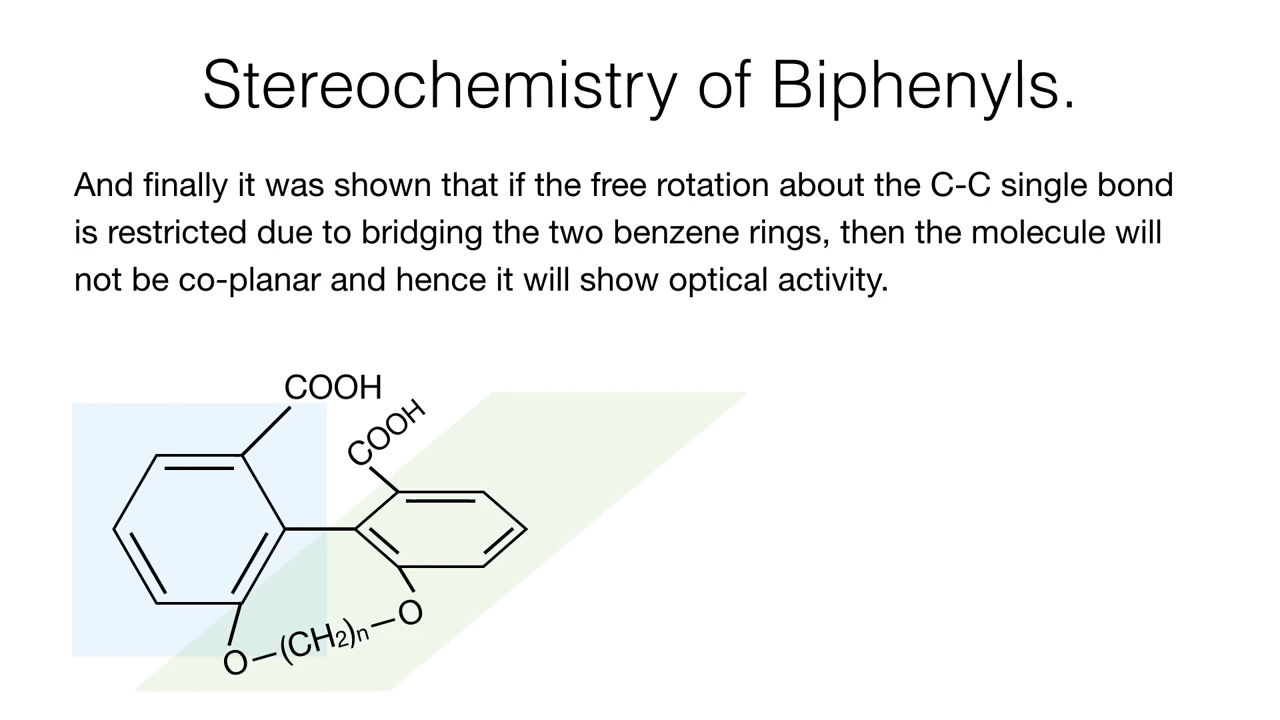 Stereochemistry of Biphenyls.
And finally it was shown that if the free rotation about the C-C single bond
is restricted due to bridging the two benzene rings, then the molecule will
not be co-planar and hence it will show optical activity.
COOH
COOH
O—(CH₂)ₙ—O